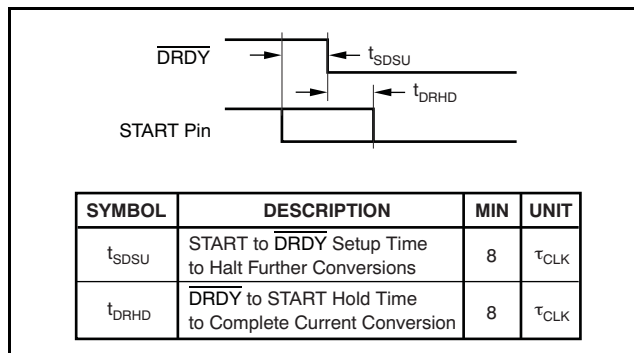 DRDY
tSDSU
tDRHD
START Pin
SYMBOL DESCRIPTION MIN UNIT
tSDSU START to DRDY Setup Time to Halt Further Conversions 8 τCLK
tDRHD DRDY to START Hold Time to Complete Current Conversion 8 τCLK